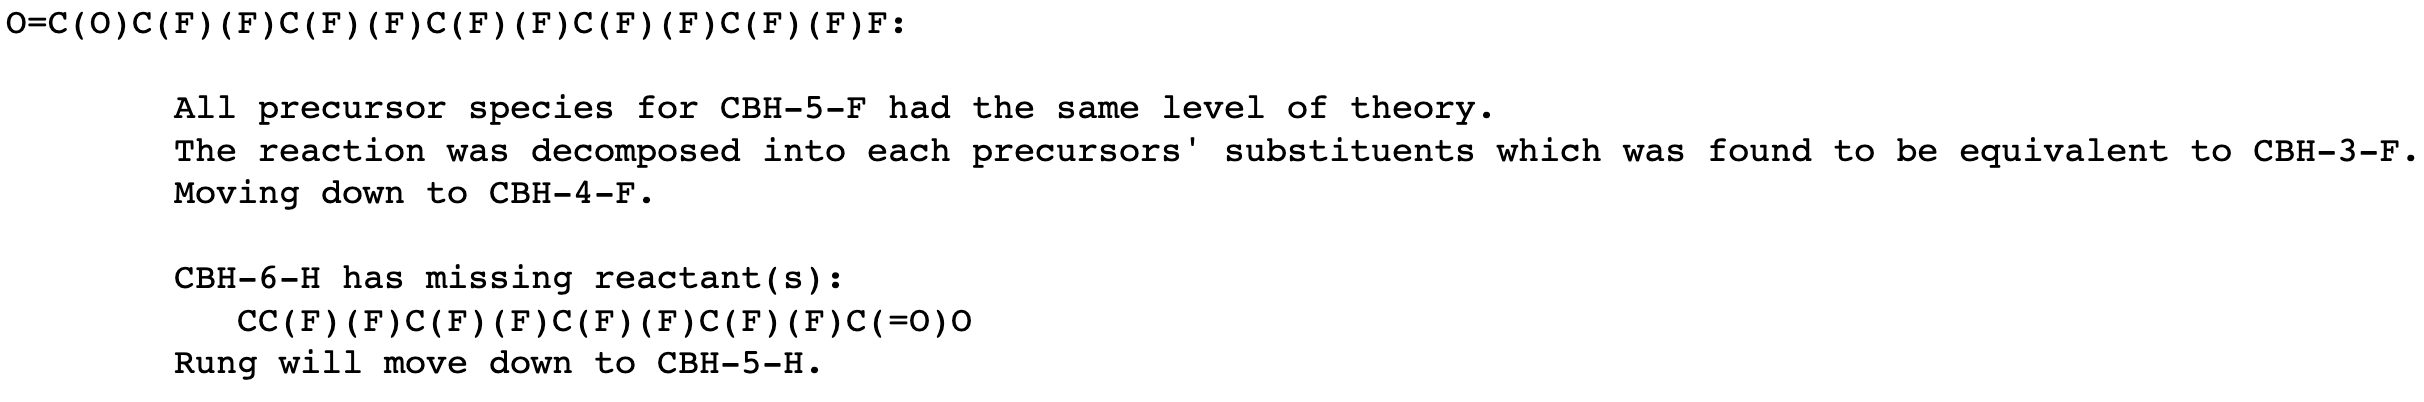 O=C(O)C(F)(F)C(F)(F)C(F)(F)C(F)(F)C(F)(F)F:
All precursor species for CBH-5-F had the same level of theory.
The reaction was decomposed into each precursors' substituents which was found to be equivalent to CBH-3-F.
Moving down to CBH-4-F.
CBH-6-H has missing reactant(s):
CC(F)(F)C(F)(F)C(F)(F)C(F)(F)C(=O)O
Rung will move down to CBH-5-H.